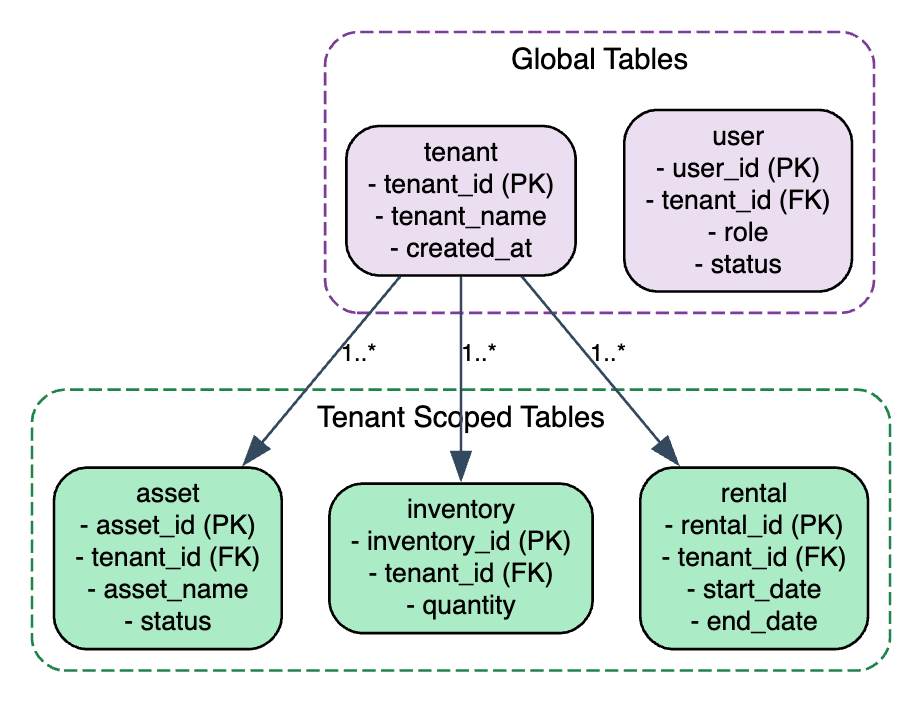 Global Tables
tenant
- tenant_id (PK)
- tenant_name
- created_at
user
- user_id (PK)
- tenant_id (FK)
- role
- status
1..*
1..*
1..*
Tenant Scoped Tables
asset
- asset_id (PK)
- tenant_id (FK)
- asset_name
- status
inventory
- inventory_id (PK)
- tenant_id (FK)
- quantity
rental
- rental_id (PK)
- tenant_id (FK)
- start_date
- end_date